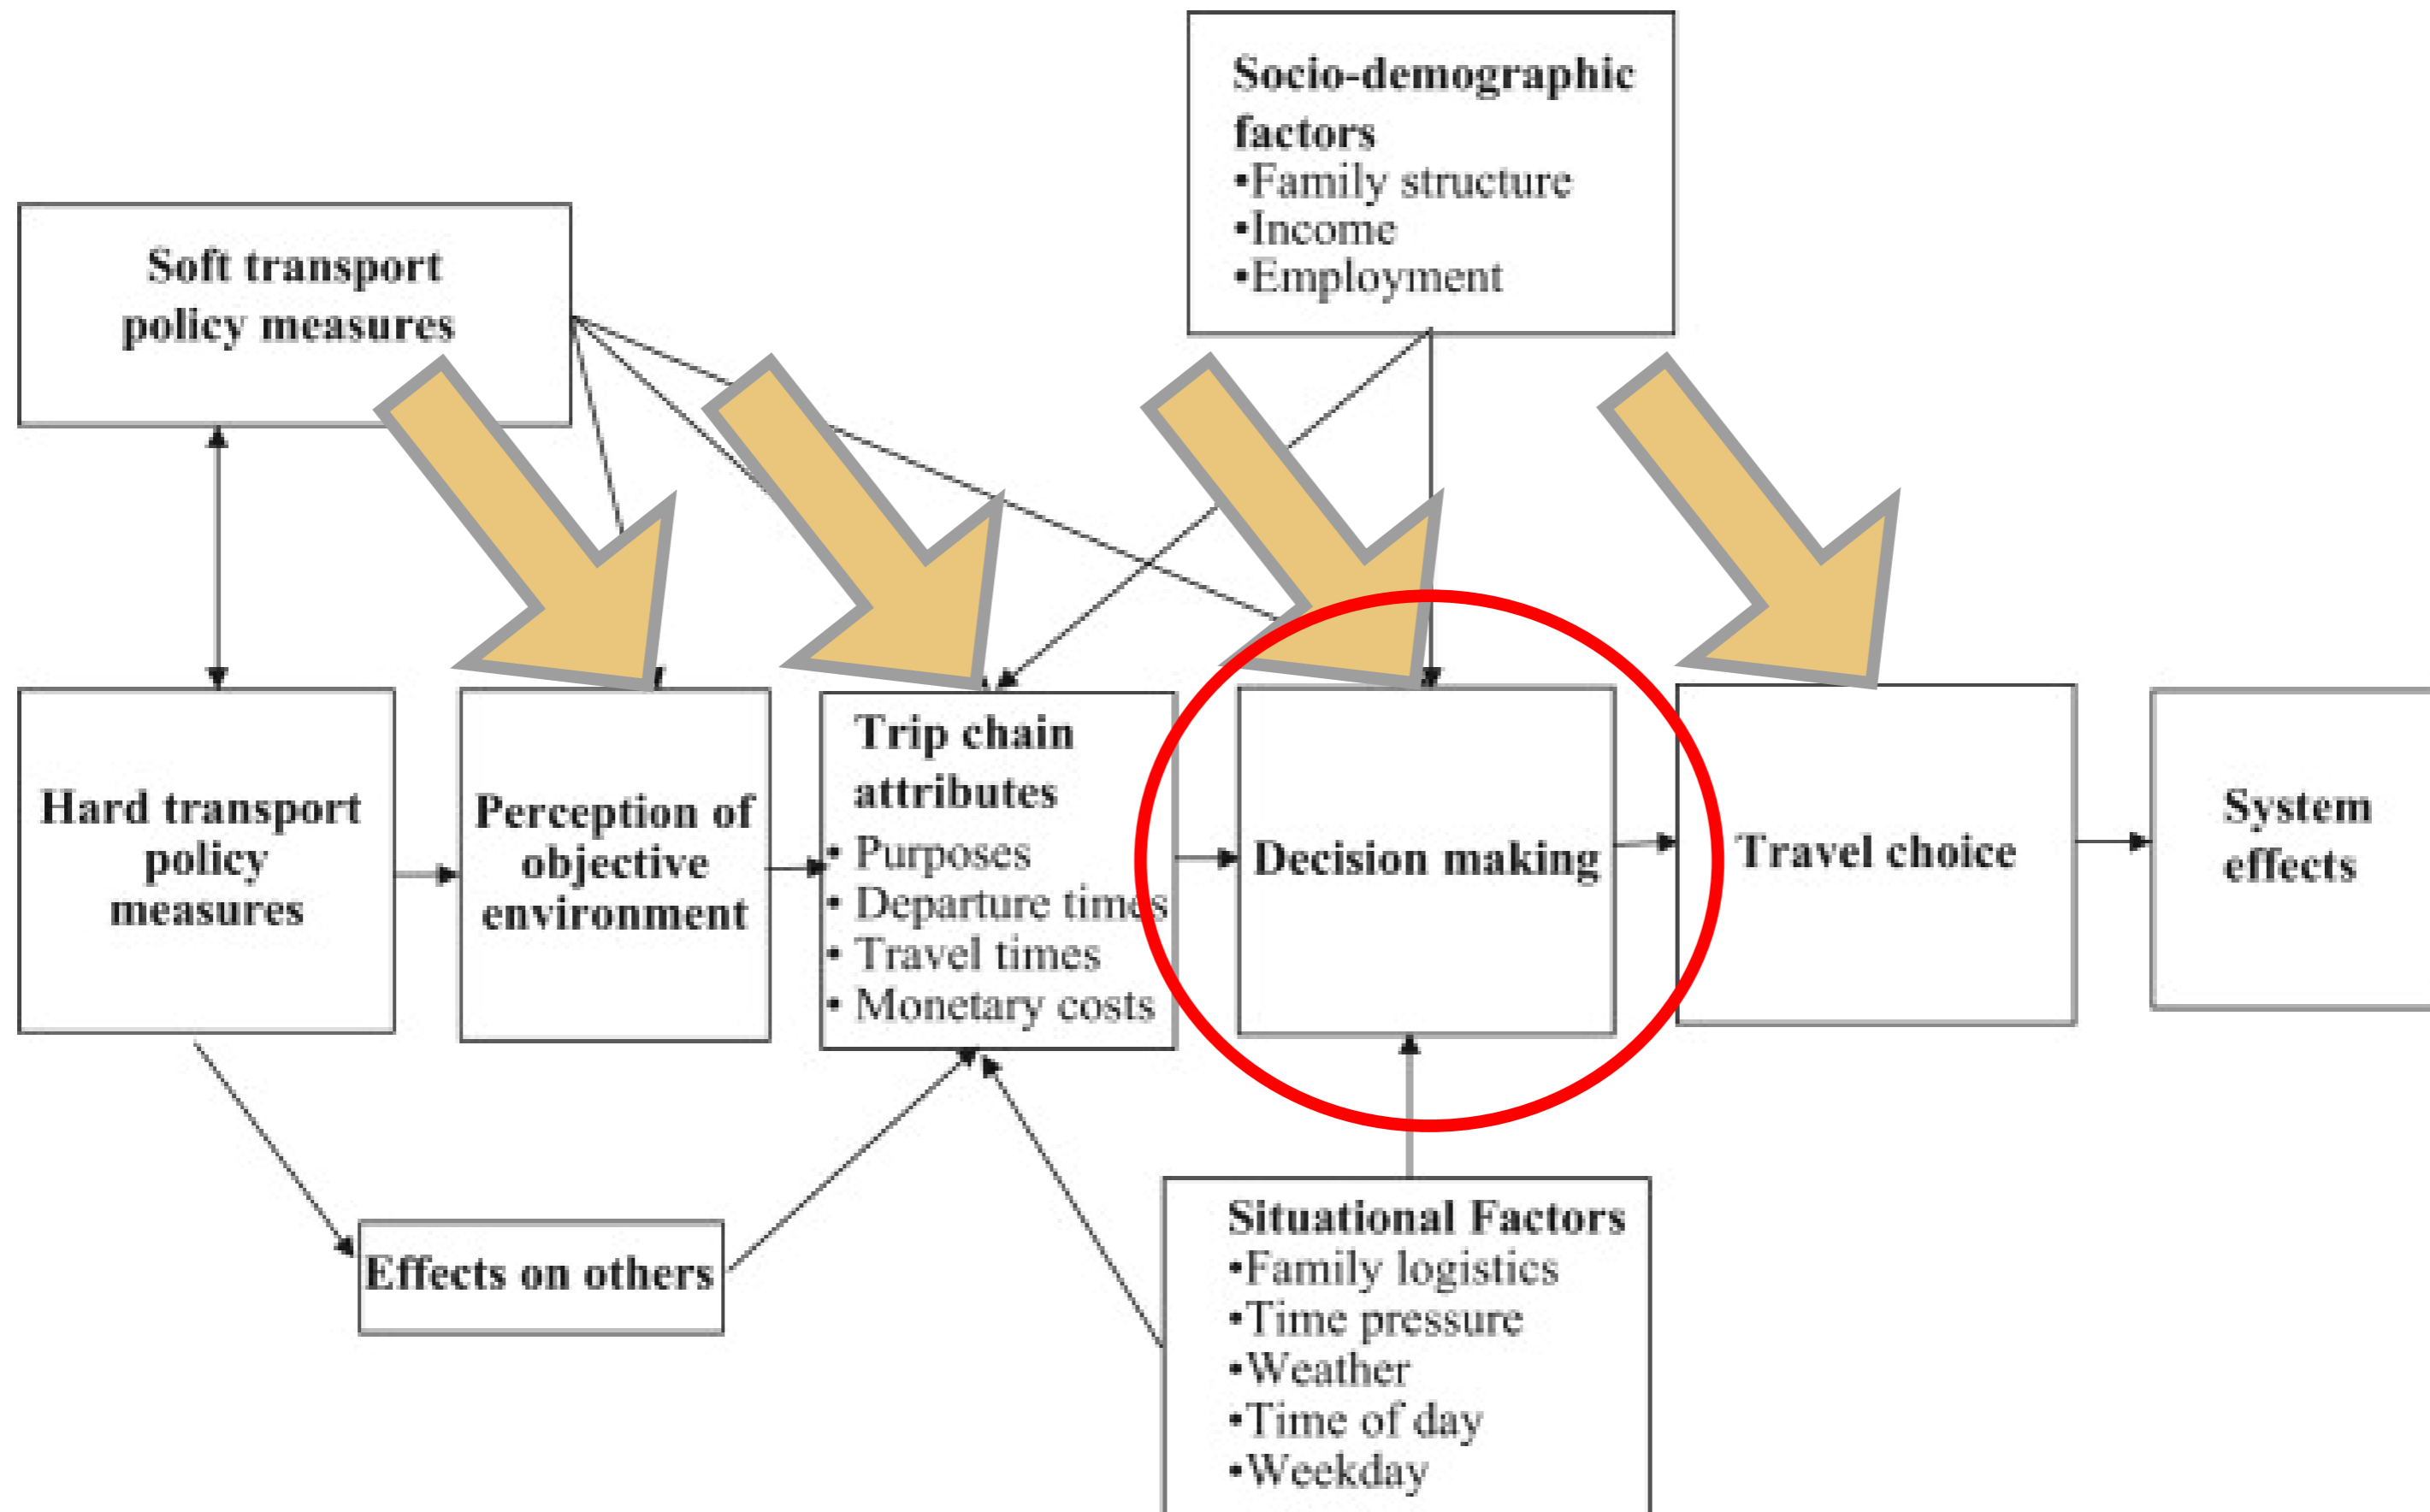 Socio-demographic
factors
•Family structure
•Income
•Employment
Soft transport
policy measures
Hard transport
policy
measures
Perception of
objective
environment
Trip chain
attributes
• Purposes
• Departure times
• Travel times
• Monetary costs
Decision making
Travel choice
System
effects
Effects on others
Situational Factors
•Family logistics
•Time pressure
•Weather
•Time of day
•Weekday